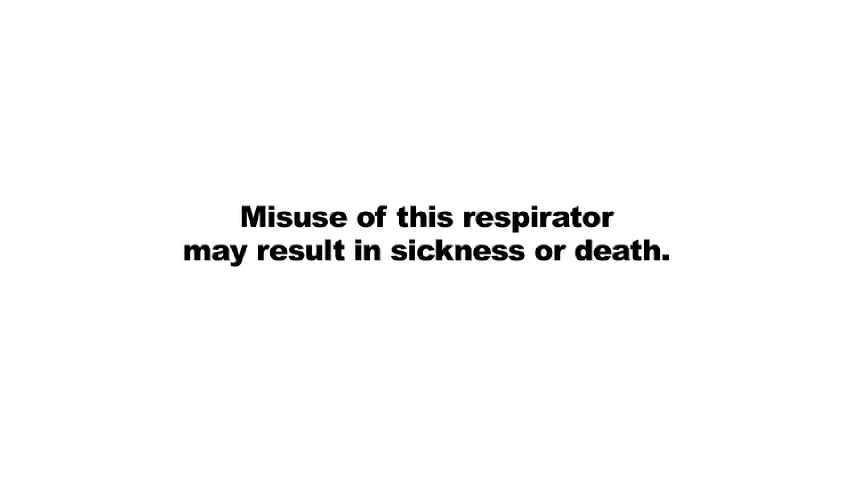 Misuse of this respirator
may result in sickness or death.